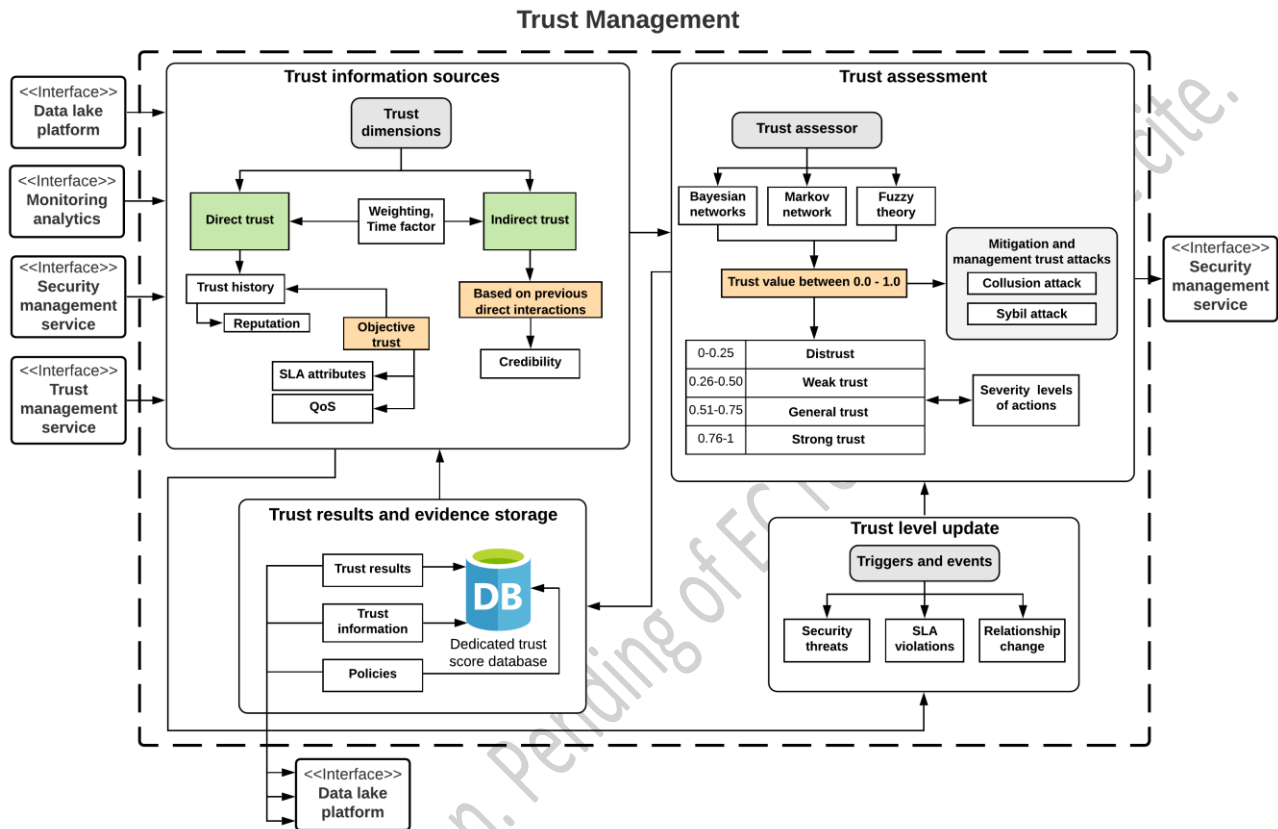 Trust Management
<<Interface>>
Data lake
platform
<<Interface>>
Monitoring
analytics
<<Interface>>
Security
management
service
<<Interface>>
Trust
management
service
Trust information sources
Trust
dimensions
Direct trust
Weighting,
Time factor
Indirect trust
Trust history
Reputation
Objective
trust
SLA attributes
QoS
Based on previous
direct interactions
Credibility
Trust assessment
Trust assessor
Bayesian
networks
Markov
network
Fuzzy
theory
Trust value between 0.0 - 1.0
Mitigation and
management trust attacks
Collusion attack
Sybil attack
0-0.25 Distrust
0.26-0.50 Weak trust
0.51-0.75 General trust
0.76-1 Strong trust
Severity levels
of actions
<<Interface>>
Security
management
service
Trust results and evidence storage
Trust results
Trust
information
Policies
DB
Dedicated trust
score database
Trust level update
Triggers and events
Security
threats
SLA
violations
Relationship
change
<<Interface>>
Data lake
platform
n. Pending of EC
cite.